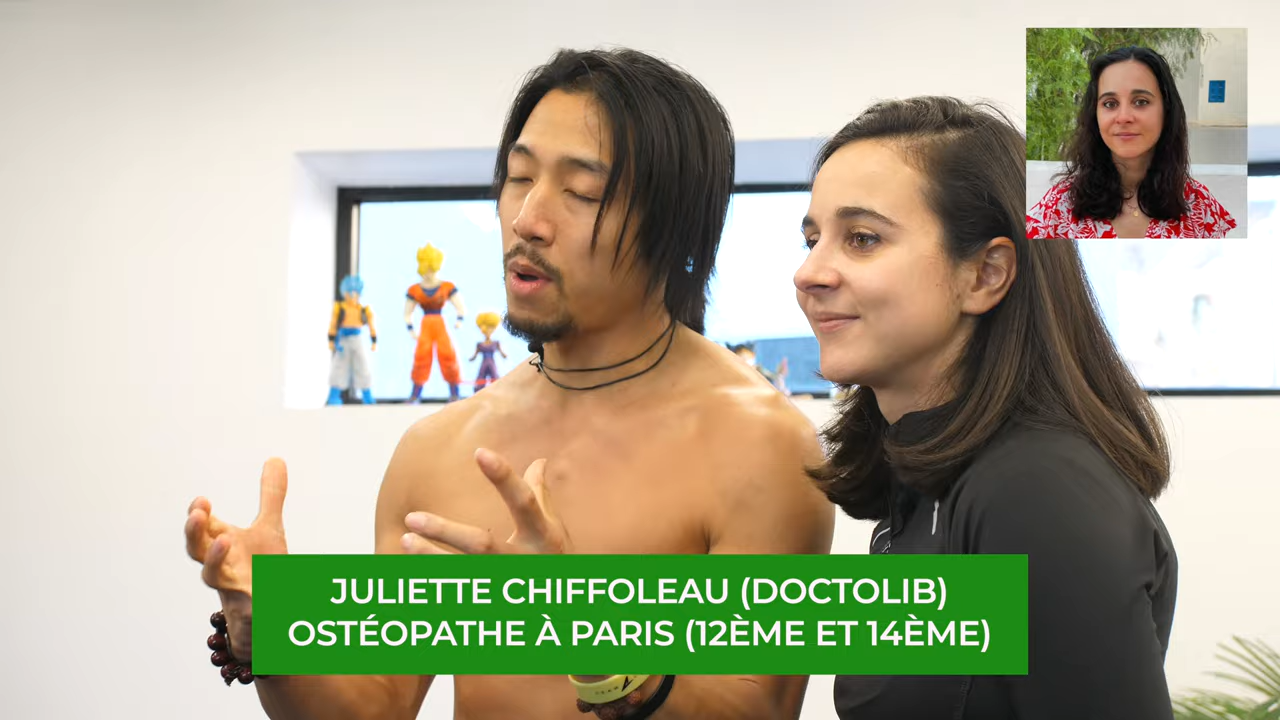 JULIETTE CHIFFOLEAU (DOCTOLIB)
OSTÉOPATHE À PARIS (12ÈME ET 14ÈME)